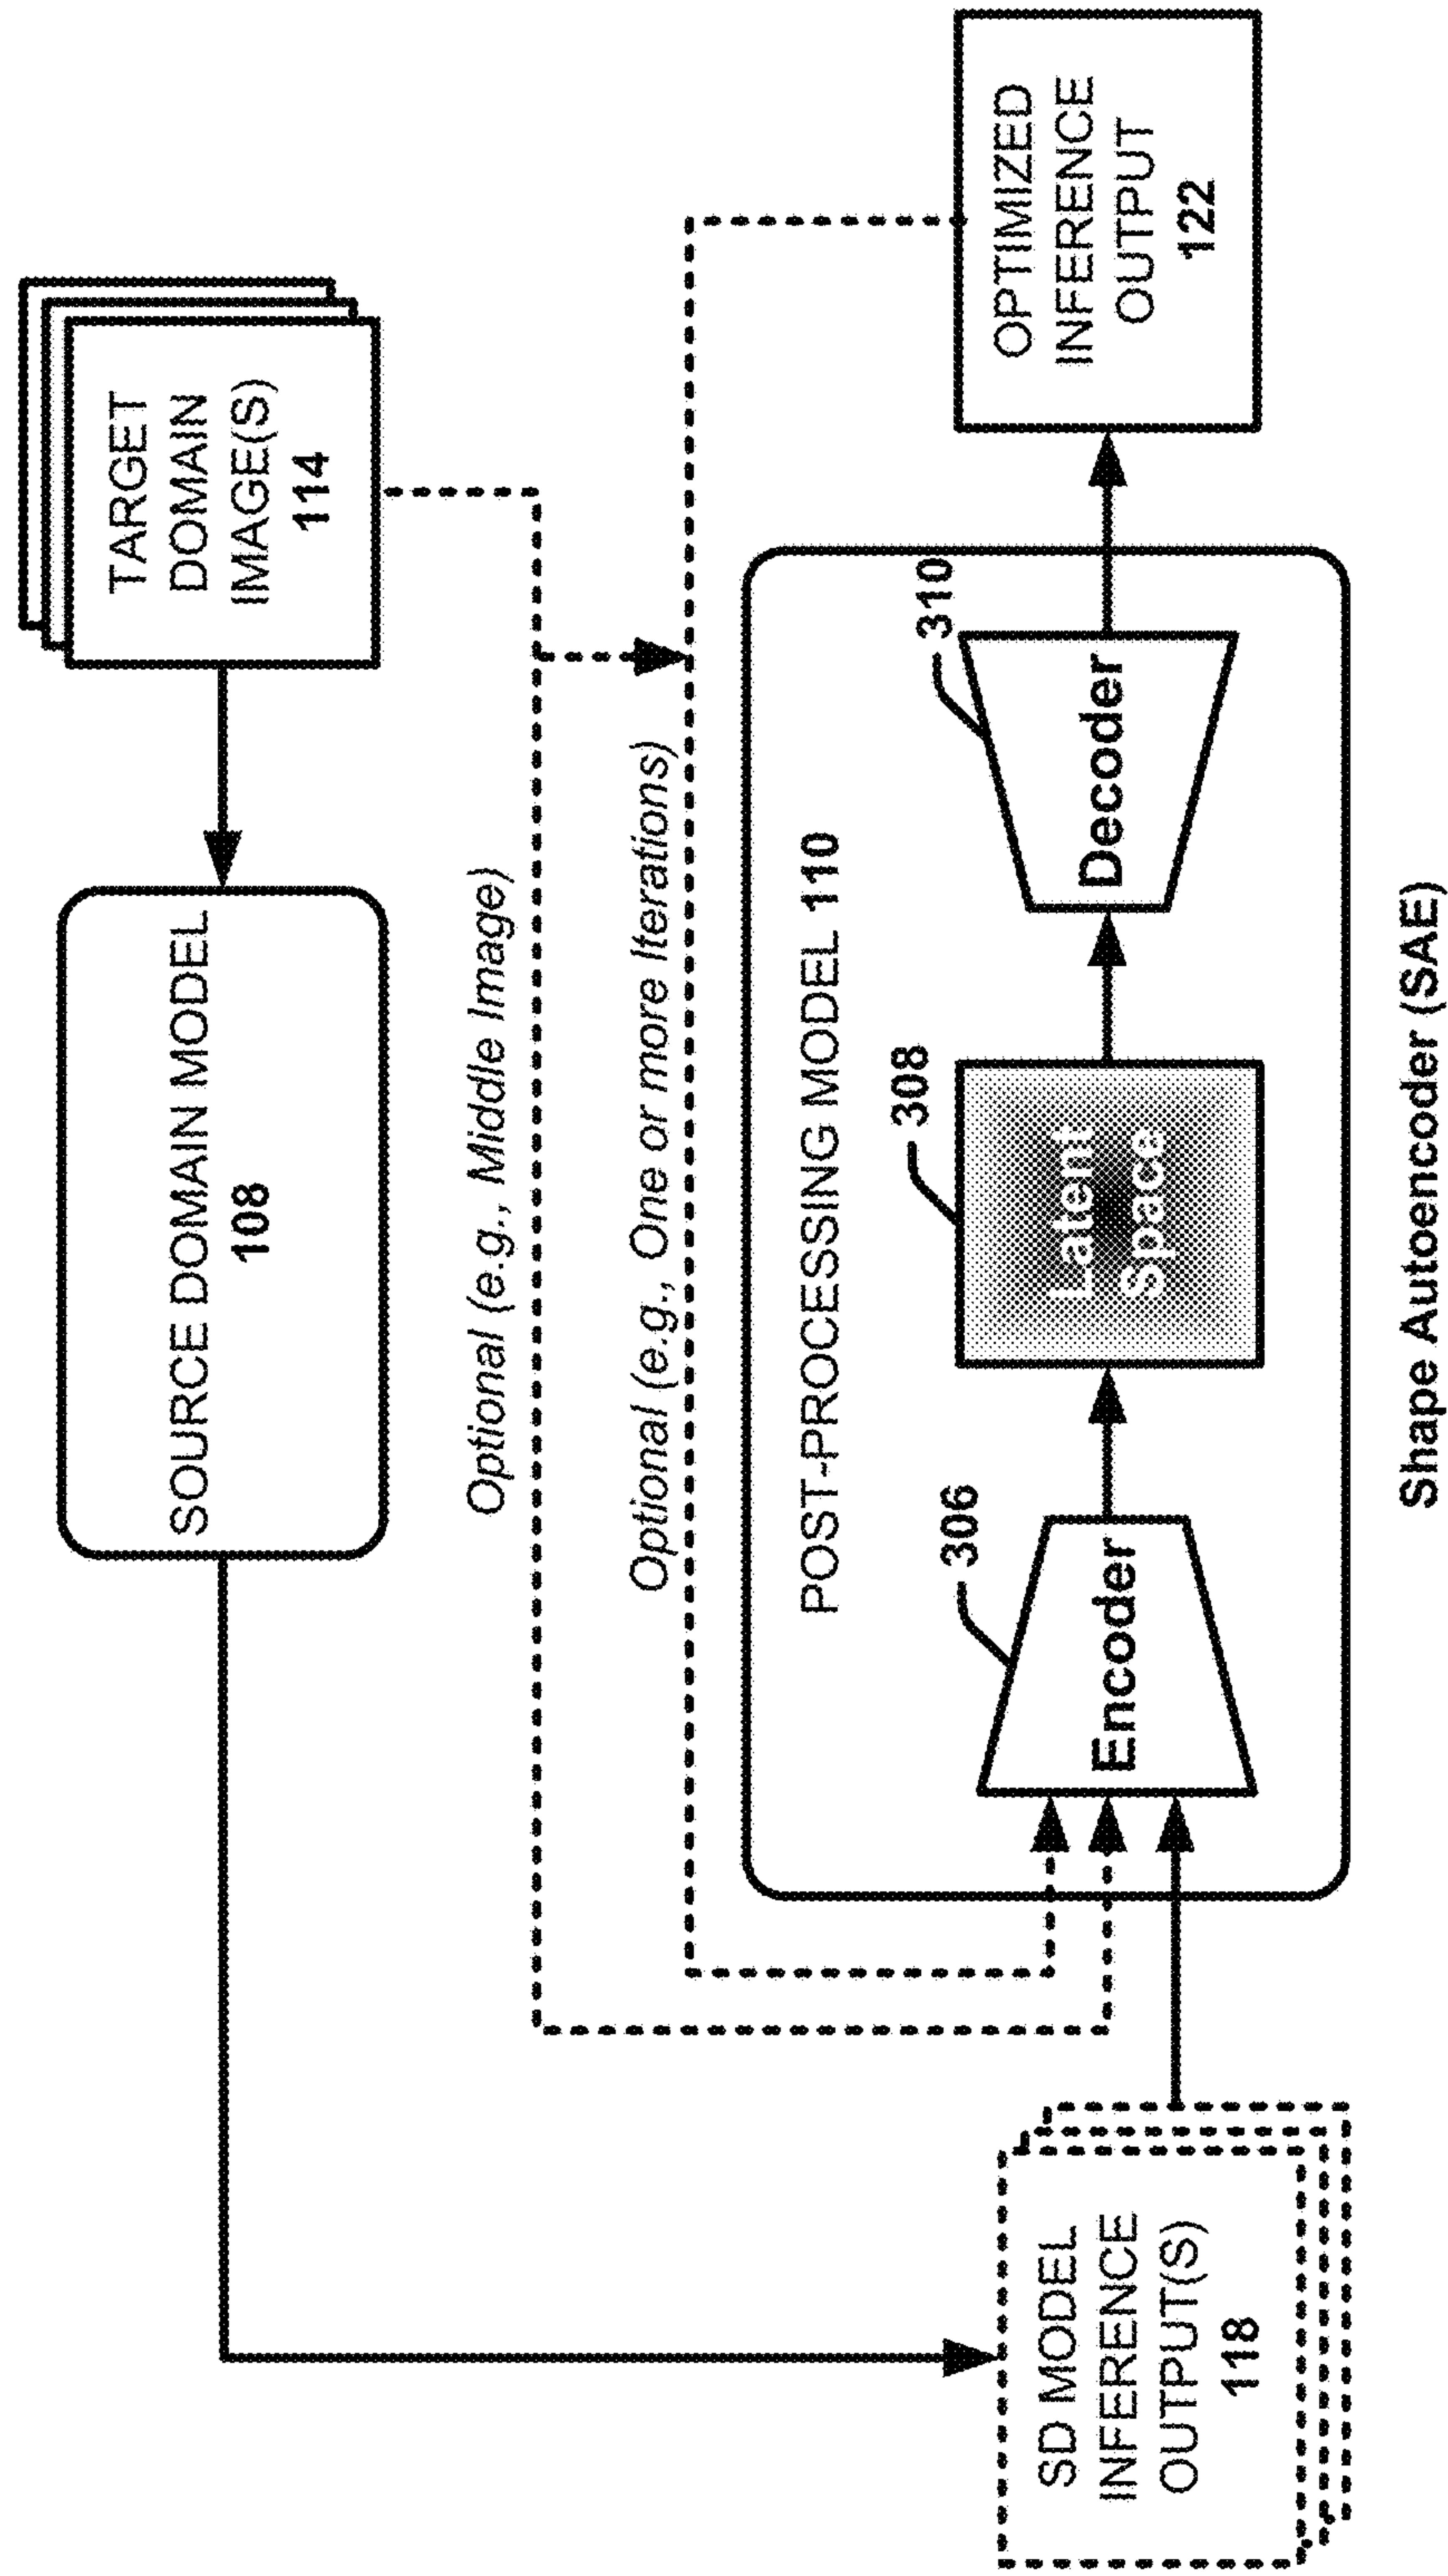 TARGET
DOMAIN
IMAGE(S)
114
SOURCE DOMAIN MODEL
108
Optional (e.g., Middle Image)
Optional (e.g., One or more Iterations)
POST-PROCESSING MODEL 110
306
Encoder
308
Latent
Space
310
Decoder
SD MODEL
INFERENCE
OUTPUT(S)
118
OPTIMIZED
INFERENCE
OUTPUT
122
Shape Autoencoder (SAE)